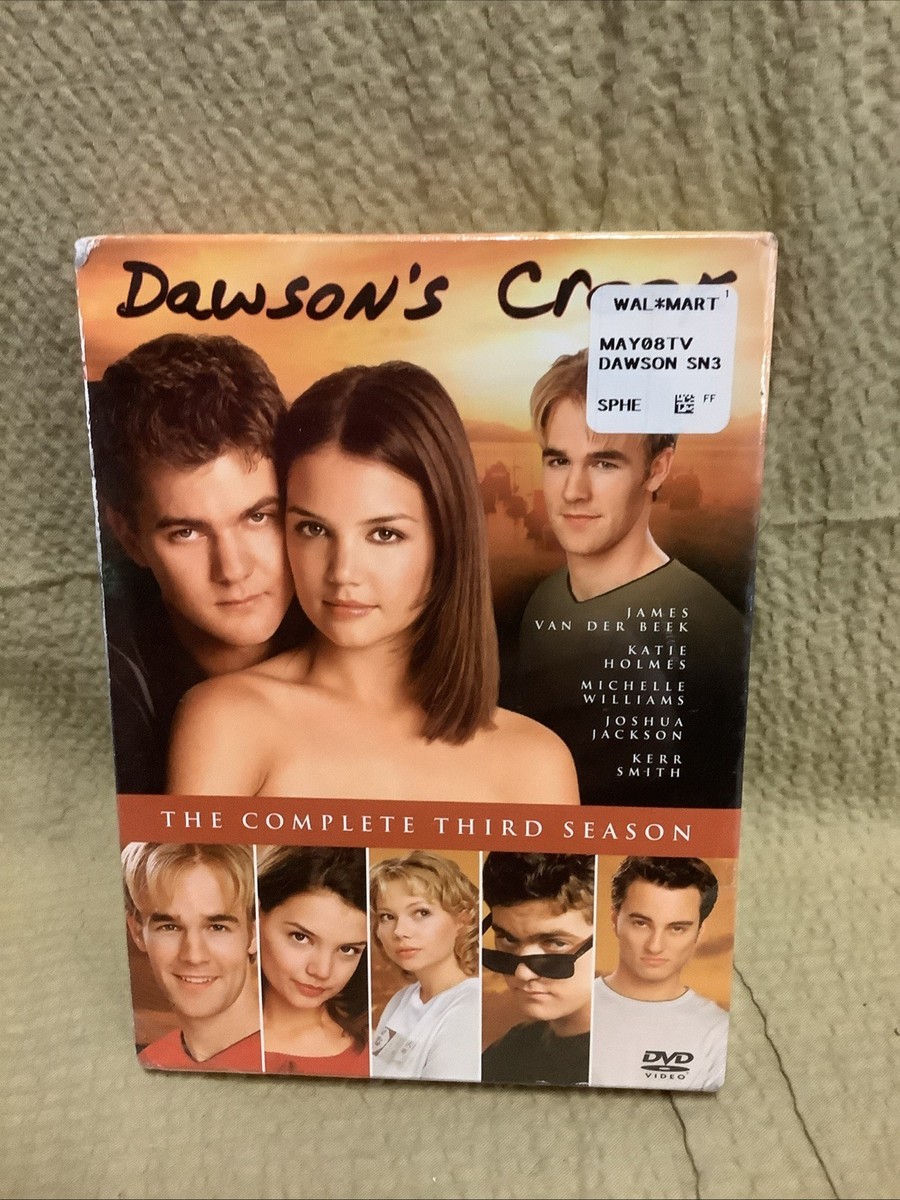 Dawson's
WAL*MART 1
MAY08TV
DAWSON SN3
SPHE FF
JAMES
VAN DER BEEK
KATIE
HOLMES
MICHELLE
WILLIAMS
JOSHUA
JACKSON
KERR
SMITH
THE COMPLETE THIRD SEASON
DVD
VIDEO